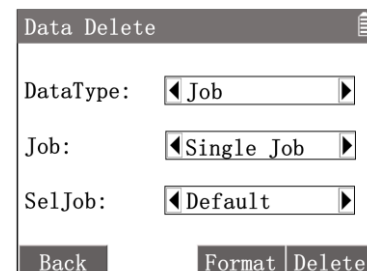 Data Delete
DataType: Job
Job: Single Job
SelJob: Default
Back Format Delete